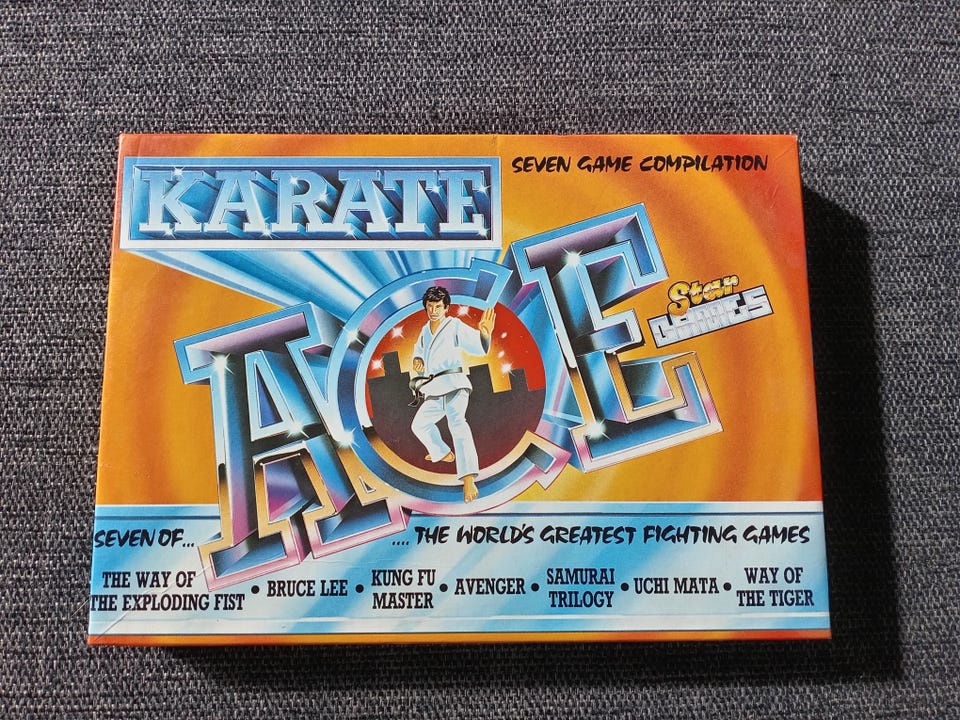 KARATE
SEVEN GAME COMPILATION
ACE
Star
GAMES
SEVEN OF...
.... THE WORLD'S GREATEST FIGHTING GAMES
THE WAY OF
THE EXPLODING FIST • BRUCE LEE • KUNG FU
MASTER • AVENGER • SAMURAI
TRILOGY • UCHI MATA • WAY OF
THE TIGER